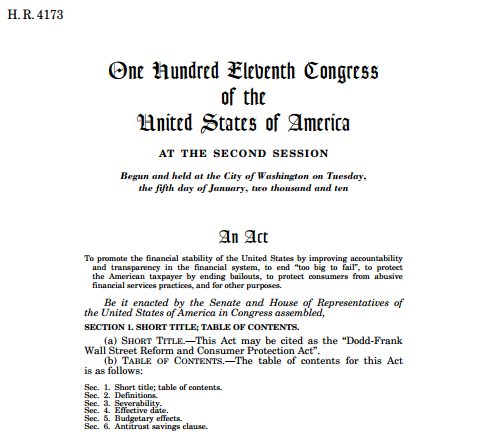 H. R. 4173
One Hundred Eleventh Congress
of the
United States of America
AT THE SECOND SESSION
Begun and held at the City of Washington on Tuesday,
the fifth day of January, two thousand and ten
An Act
To promote the financial stability of the United States by improving accountability
and transparency in the financial system, to end “too big to fail”, to protect
the American taxpayer by ending bailouts, to protect consumers from abusive
financial services practices, and for other purposes.
Be it enacted by the Senate and House of Representatives of
the United States of America in Congress assembled,
SECTION 1. SHORT TITLE; TABLE OF CONTENTS.
(a) SHORT TITLE.—This Act may be cited as the “Dodd-Frank
Wall Street Reform and Consumer Protection Act”.
(b) TABLE OF CONTENTS.—The table of contents for this Act
is as follows:
Sec. 1. Short title; table of contents.
Sec. 2. Definitions.
Sec. 3. Severability.
Sec. 4. Effective date.
Sec. 5. Budgetary effects.
Sec. 6. Antitrust savings clause.